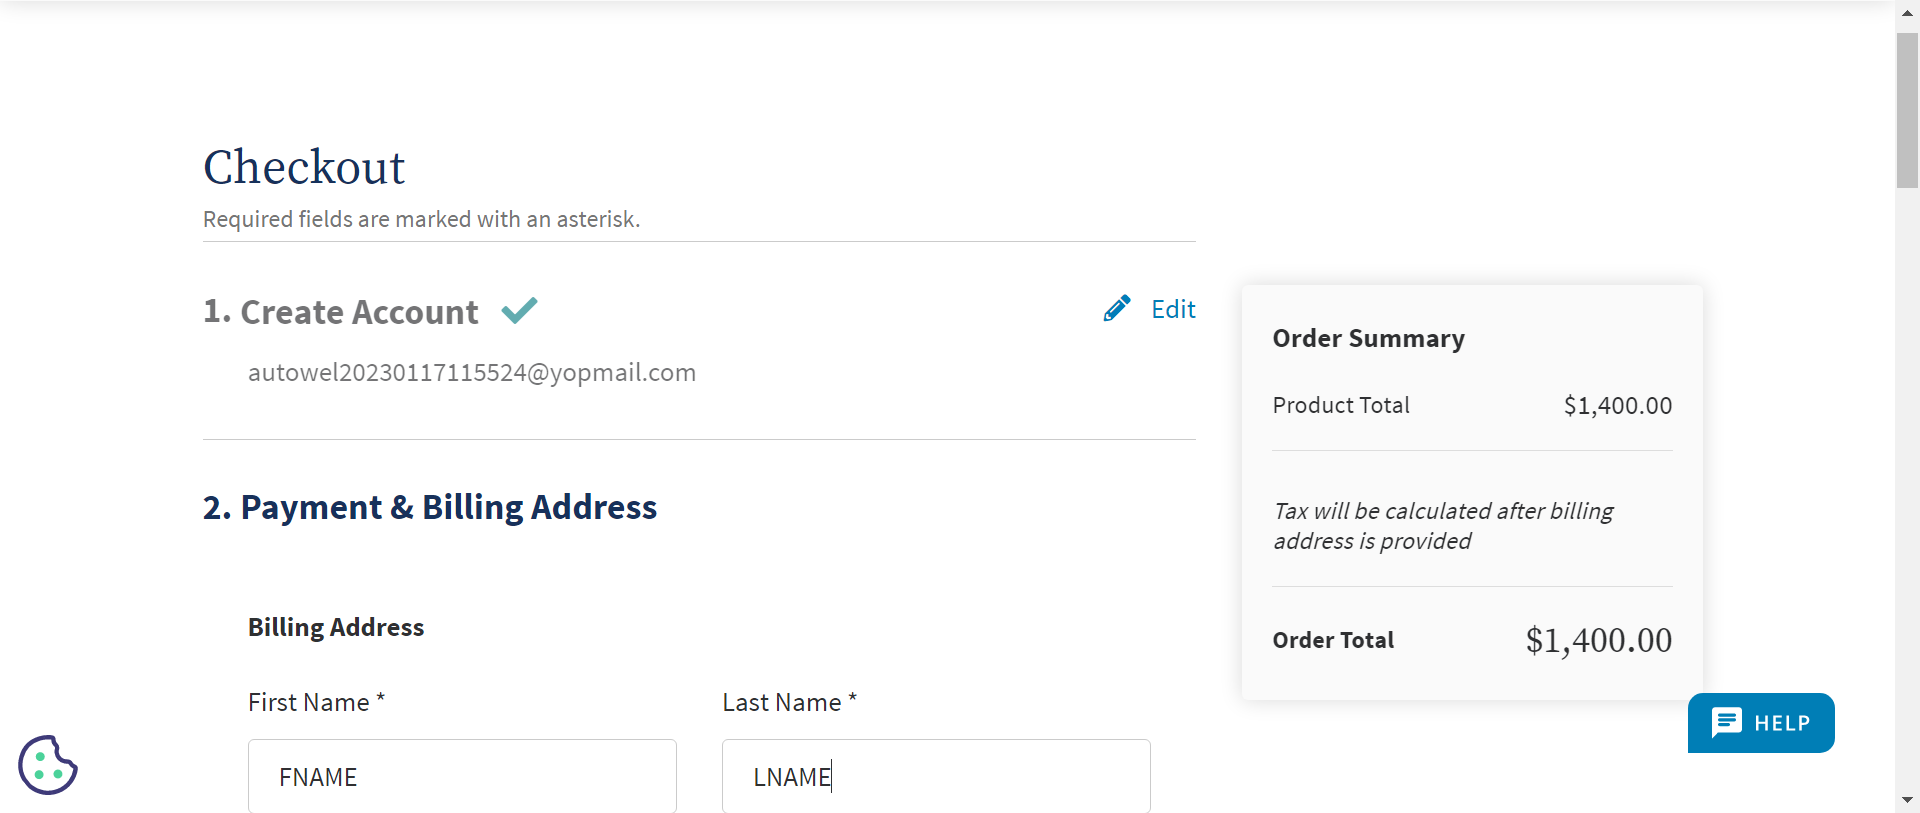 Checkout
Required fields are marked with an asterisk.
1. Create Account
Edit
autowel20230117115524@yopmail.com
2. Payment & Billing Address
Billing Address
First Name *
Last Name *
FNAME
LNAME
Order Summary
Product Total $1,400.00
Tax will be calculated after billing
address is provided
Order Total $1,400.00
HELP